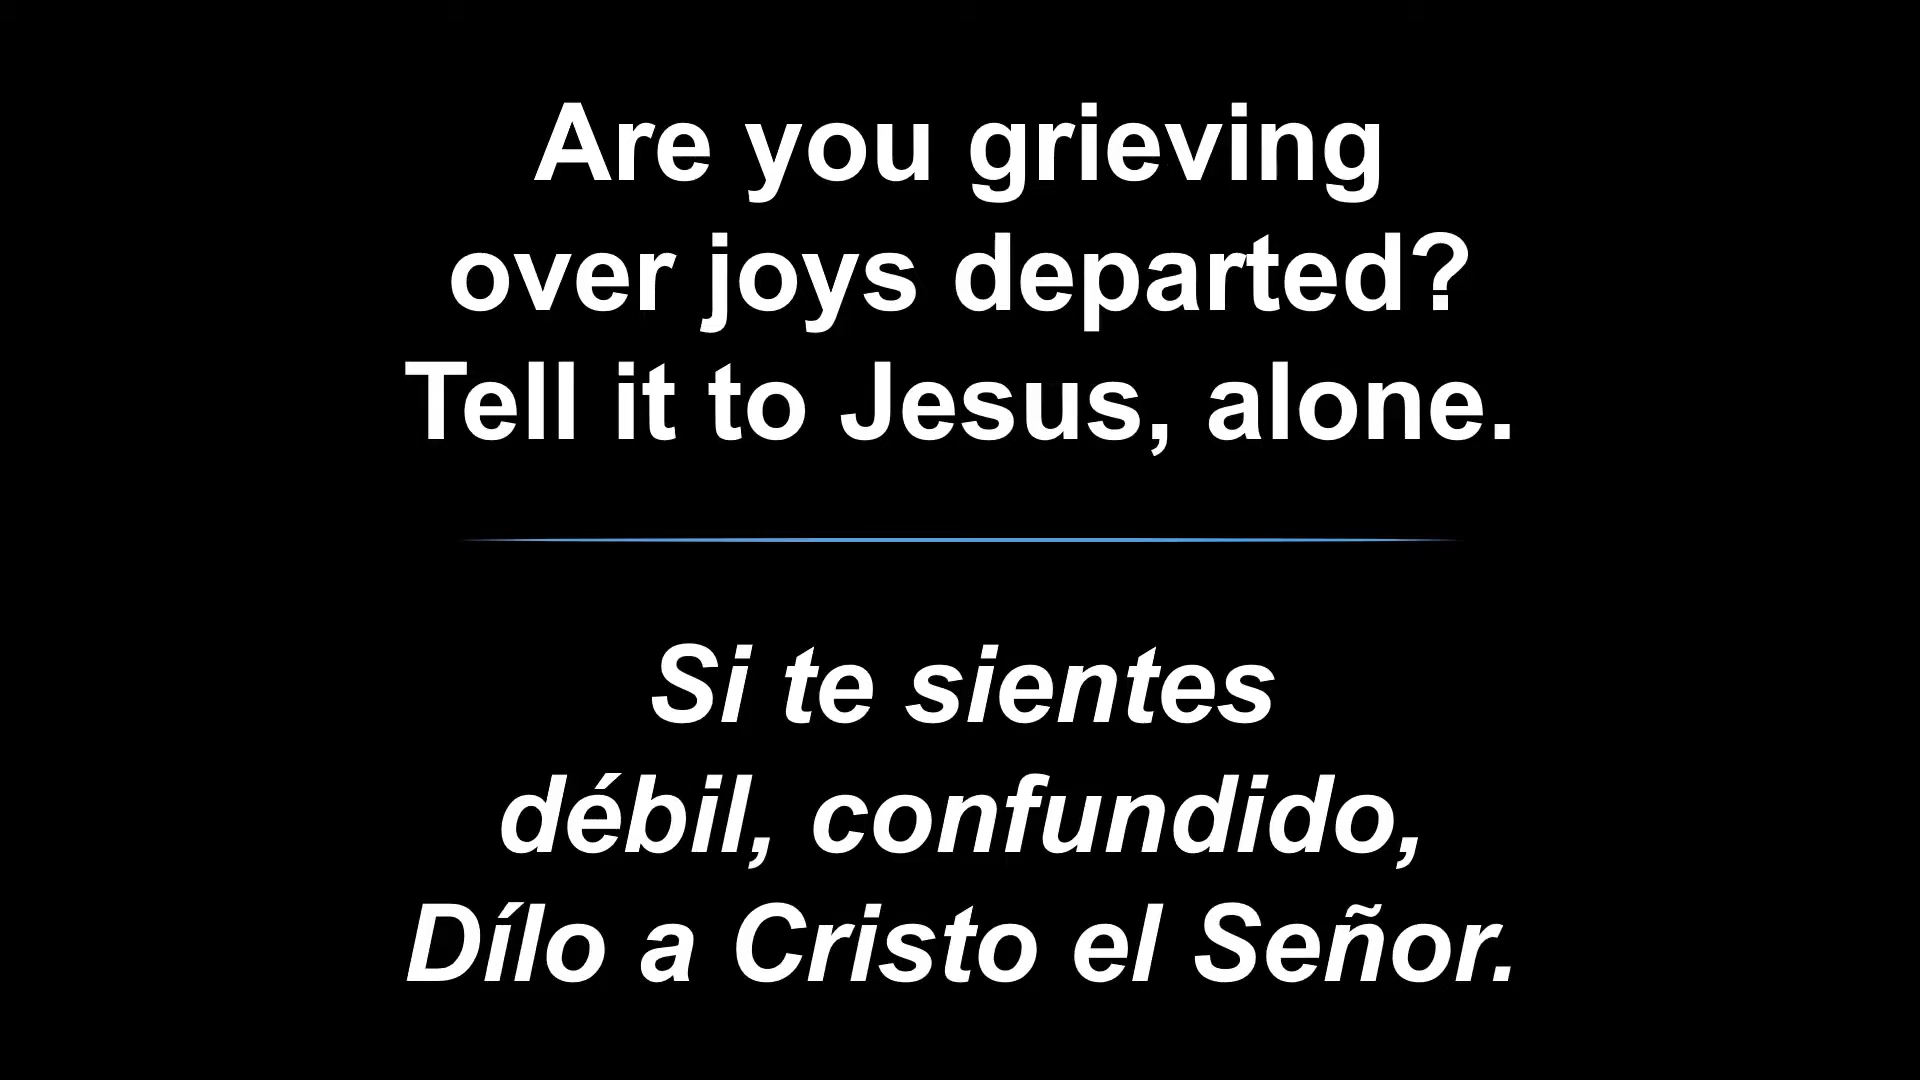 Are you grieving
over joys departed?
Tell it to Jesus, alone.
Si te sientes
débil, confundido,
Dílo a Cristo el Señor.